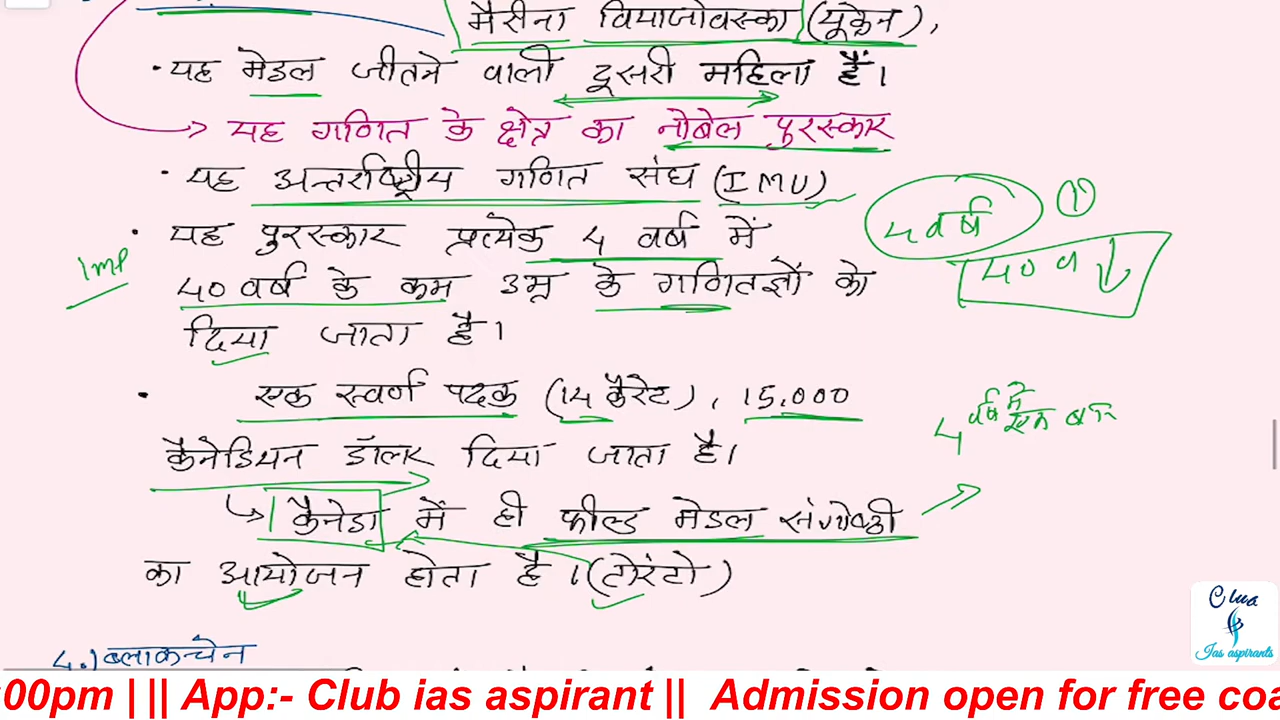 मैरीना वियाजोवस्का (यूक्रेन),
• यह मेडल जीतने वाली दूसरी महिला हैं।
→ यह गणित के क्षेत्र का नोबेल पुरस्कार
• यह अन्तर्राष्ट्रीय गणित संघ (IMU)
4 वर्ष ①
• यह पुरस्कार प्रत्येक 4 वर्ष में
Imp
40 वर्ष के कम उम्र के गणितज्ञों को
40 व ↓
दिया जाता है।
• एक स्वर्ण पदक (14 कैरेट), 15,000
4 वर्ष में एक बार
कैनेडियन डॉलर दिया जाता है।
↳ कैनेडा में ही फील्ड मेडल संगोष्ठी
का आयोजन होता है। (टोरंटो)
Club
Ias aspirants
4.) ब्लाकचेन
:00pm | || App:- Club ias aspirant || Admission open for free coa